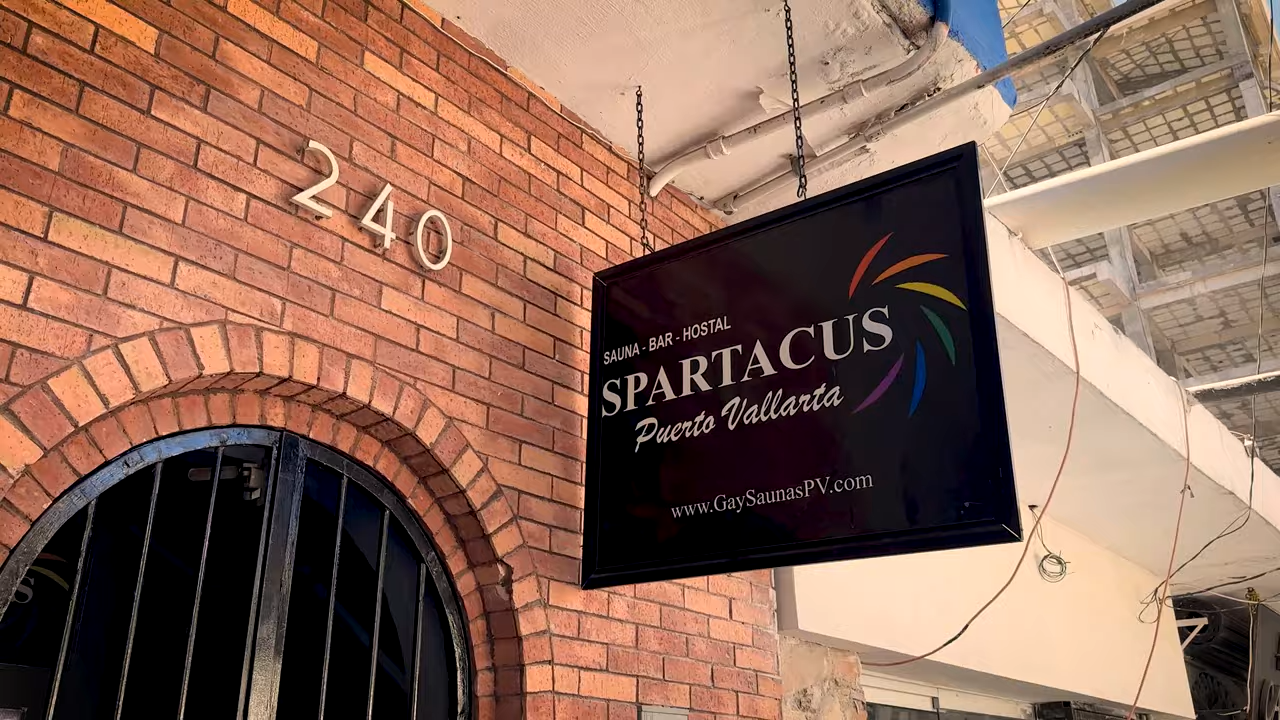 240
SAUNA - BAR - HOSTAL
SPARTACUS
Puerto Vallarta
www.GaySaunasPV.com